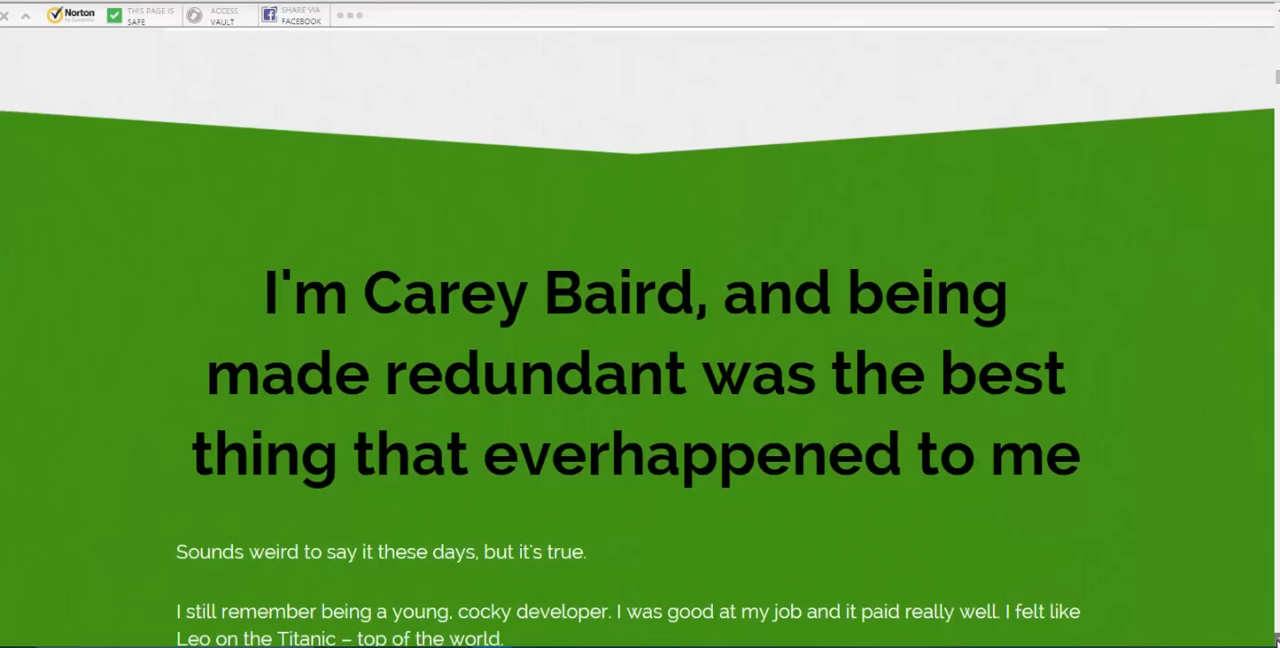 Norton
THIS PAGE IS
SAFE
ACCESS
VAULT
SHARE VIA
FACEBOOK
I'm Carey Baird, and being
made redundant was the best
thing that everhappened to me
Sounds weird to say it these days, but it's true.
I still remember being a young, cocky developer. I was good at my job and it paid really well. I felt like
Leo on the Titanic – top of the world.